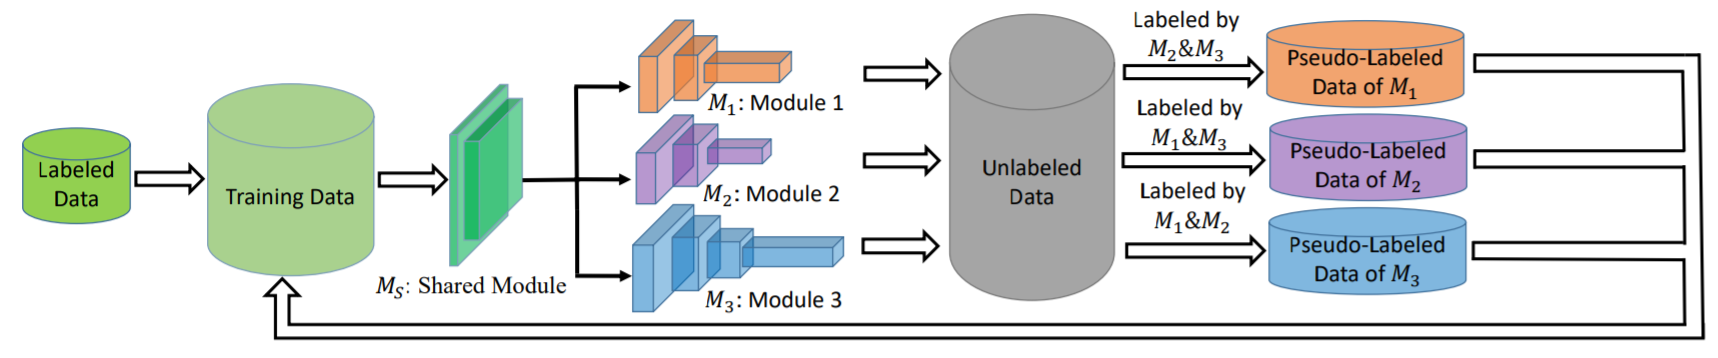 Labeled
Data
Training Data
M_S: Shared Module
M_1: Module 1
M_2: Module 2
M_3: Module 3
Unlabeled
Data
Labeled by
M_2&M_3
Labeled by
M_1&M_3
Labeled by
M_1&M_2
Pseudo-Labeled
Data of M_1
Pseudo-Labeled
Data of M_2
Pseudo-Labeled
Data of M_3